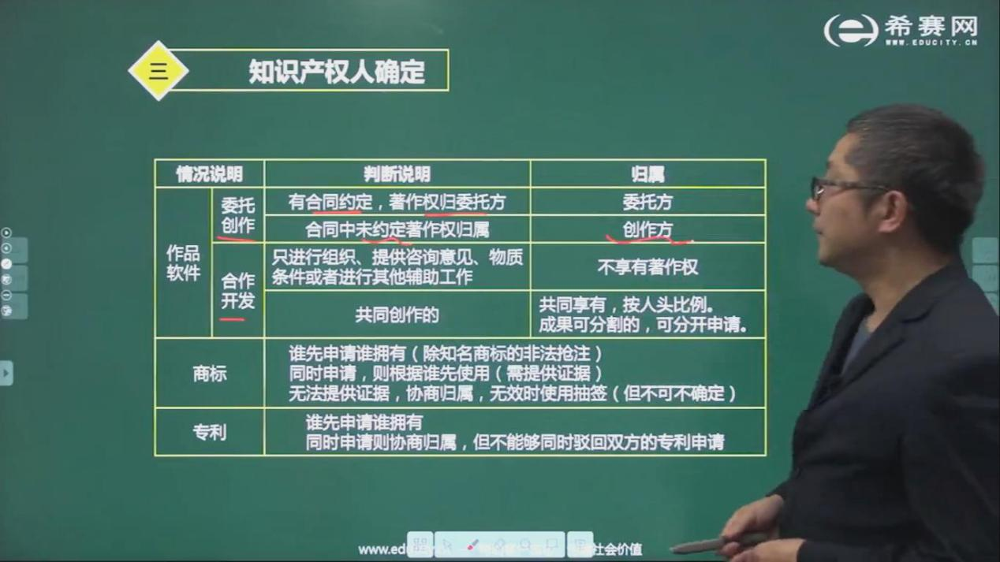 希赛网
WWW.EDUCITY.CN
三
知识产权人确定
情况说明 判断说明 归属
作品
软件
委托
创作
有合同约定，著作权归委托方 委托方
合同中未约定著作权归属 创作方
合作
开发
只进行组织、提供咨询意见、物质
条件或者进行其他辅助工作
不享有著作权
共同创作的
共同享有，按人头比例。
成果可分割的，可分开申请。
商标
谁先申请谁拥有（除知名商标的非法抢注）
同时申请，则根据谁先使用（需提供证据）
无法提供证据，协商归属，无效时使用抽签（但不可不确定）
专利
谁先申请谁拥有
同时申请则协商归属，但不能够同时驳回双方的专利申请
www.edu
社会价值